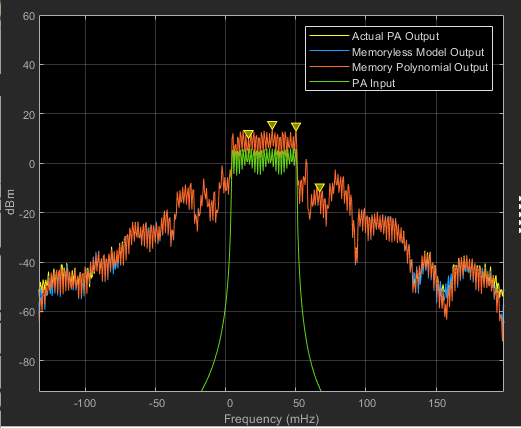 60
40
20
0
-20
-40
-60
-80
dBm
Actual PA Output
Memoryless Model Output
Memory Polynomial Output
PA Input
-100
-50
0
50
100
150
Frequency (mHz)